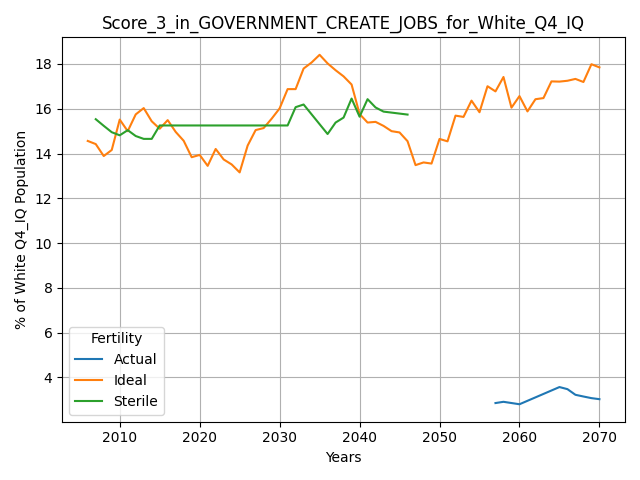 Score_3_in_GOVERNMENT_CREATE_JOBS_for_White_Q4_IQ
% of White Q4_IQ Population
18
16
14
12
10
8
6
4
Fertility
Actual
Ideal
Sterile
2010 2020 2030 2040 2050 2060 2070
Years